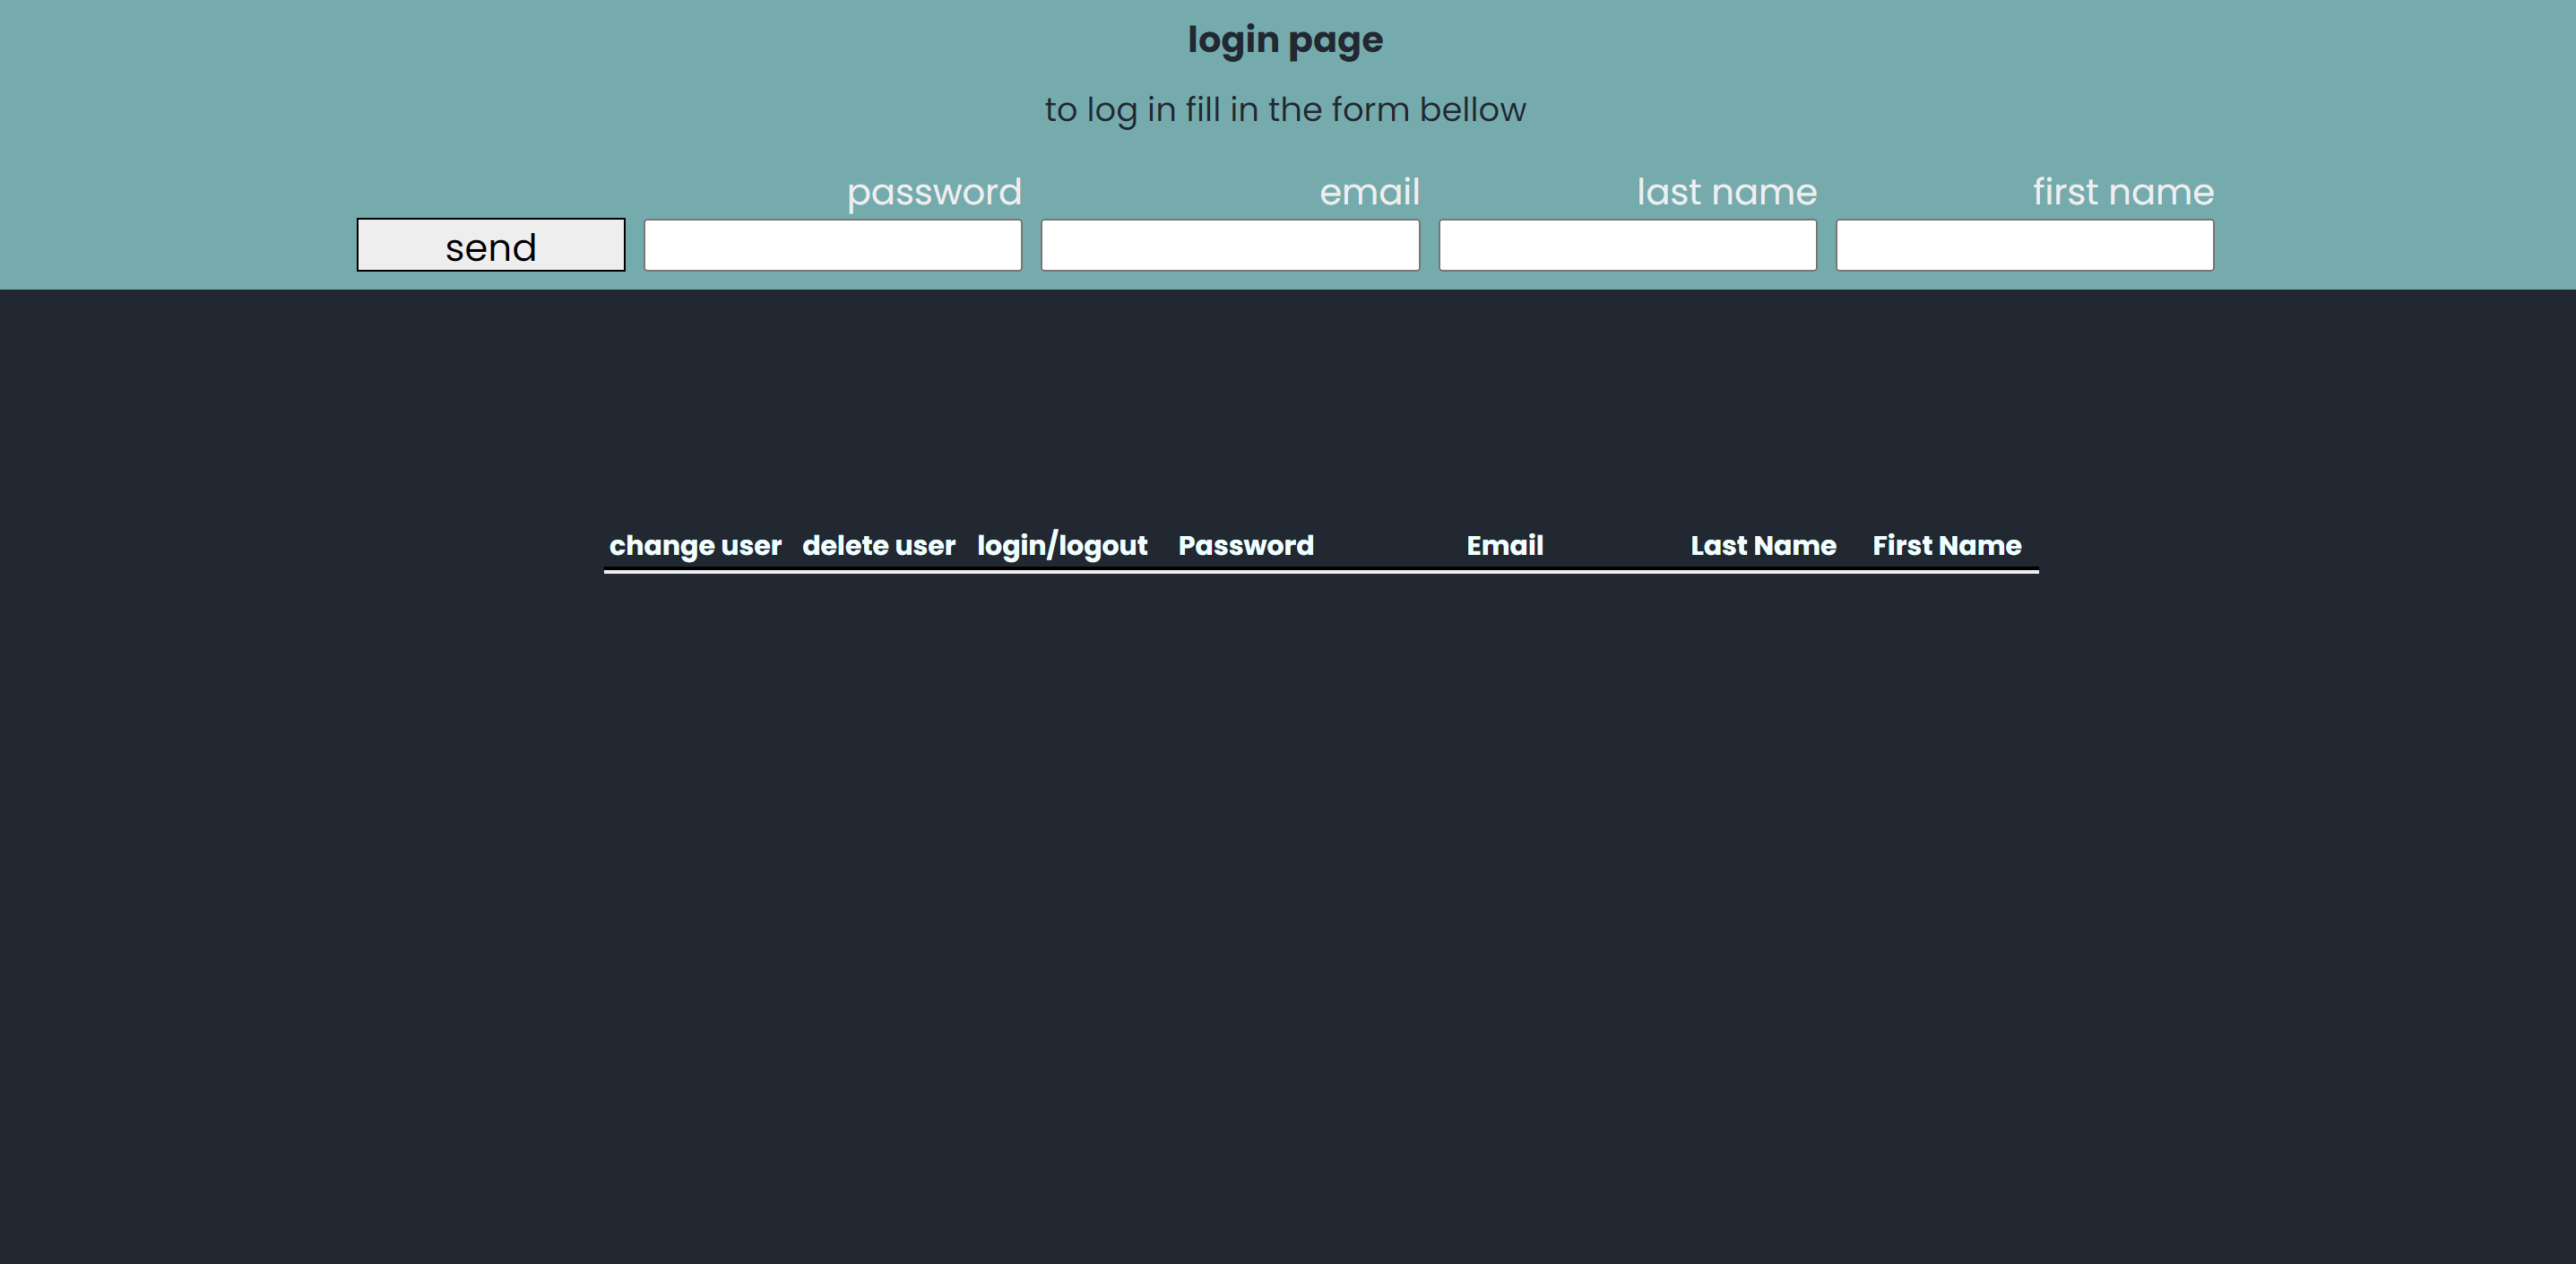 login page
to log in fill in the form bellow
password email last name first name
send
change user delete user login/logout Password Email Last Name First Name